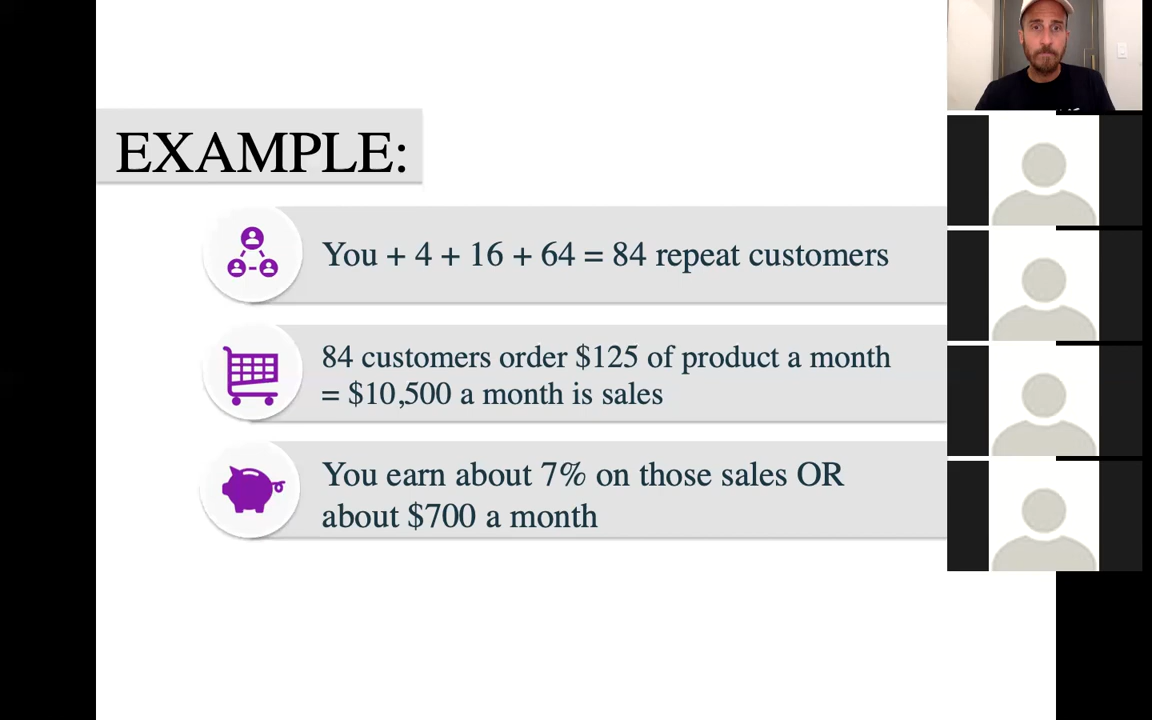 EXAMPLE:
You + 4 + 16 + 64 = 84 repeat customers
84 customers order $125 of product a month
= $10,500 a month is sales
You earn about 7% on those sales OR
about $700 a month